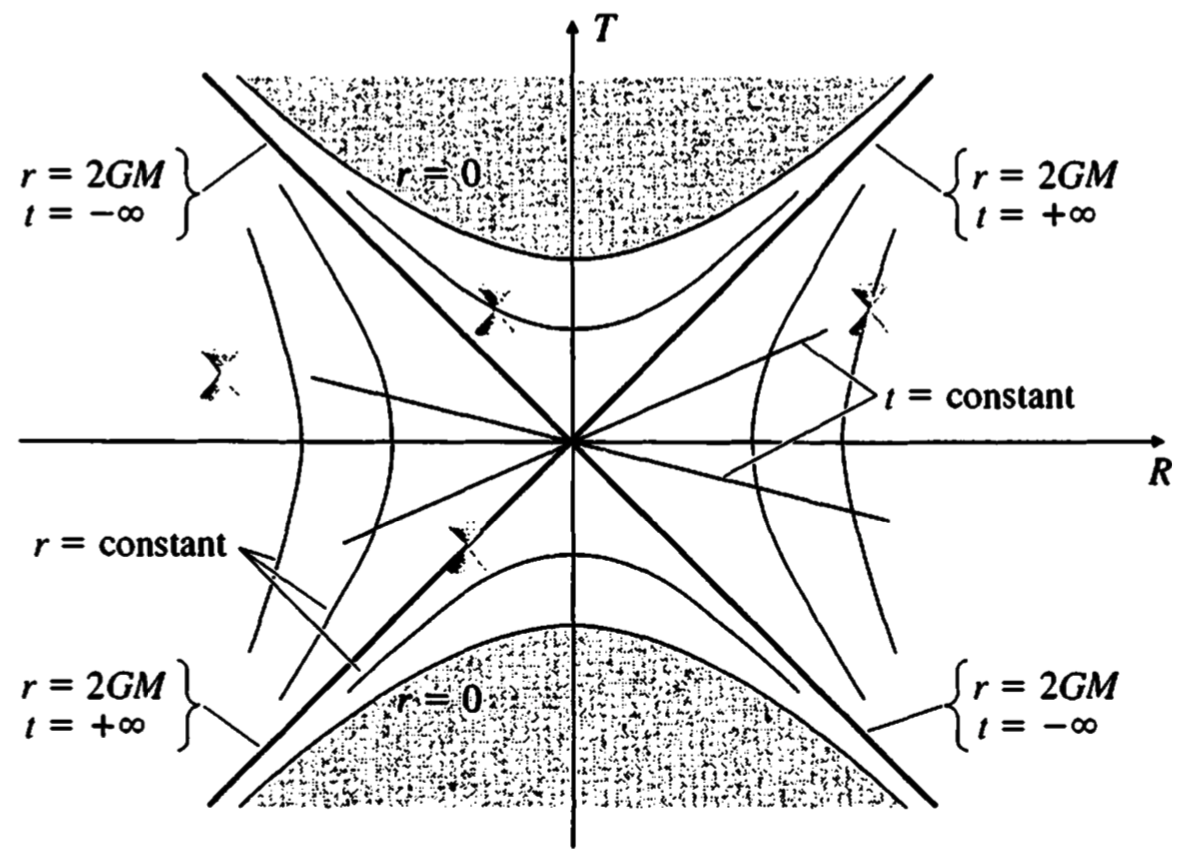 T
r = 2GM
t = −∞
r = 0
r = 2GM
t = +∞
t = constant
R
r = constant
r = 2GM
t = +∞
r = 0
r = 2GM
t = −∞